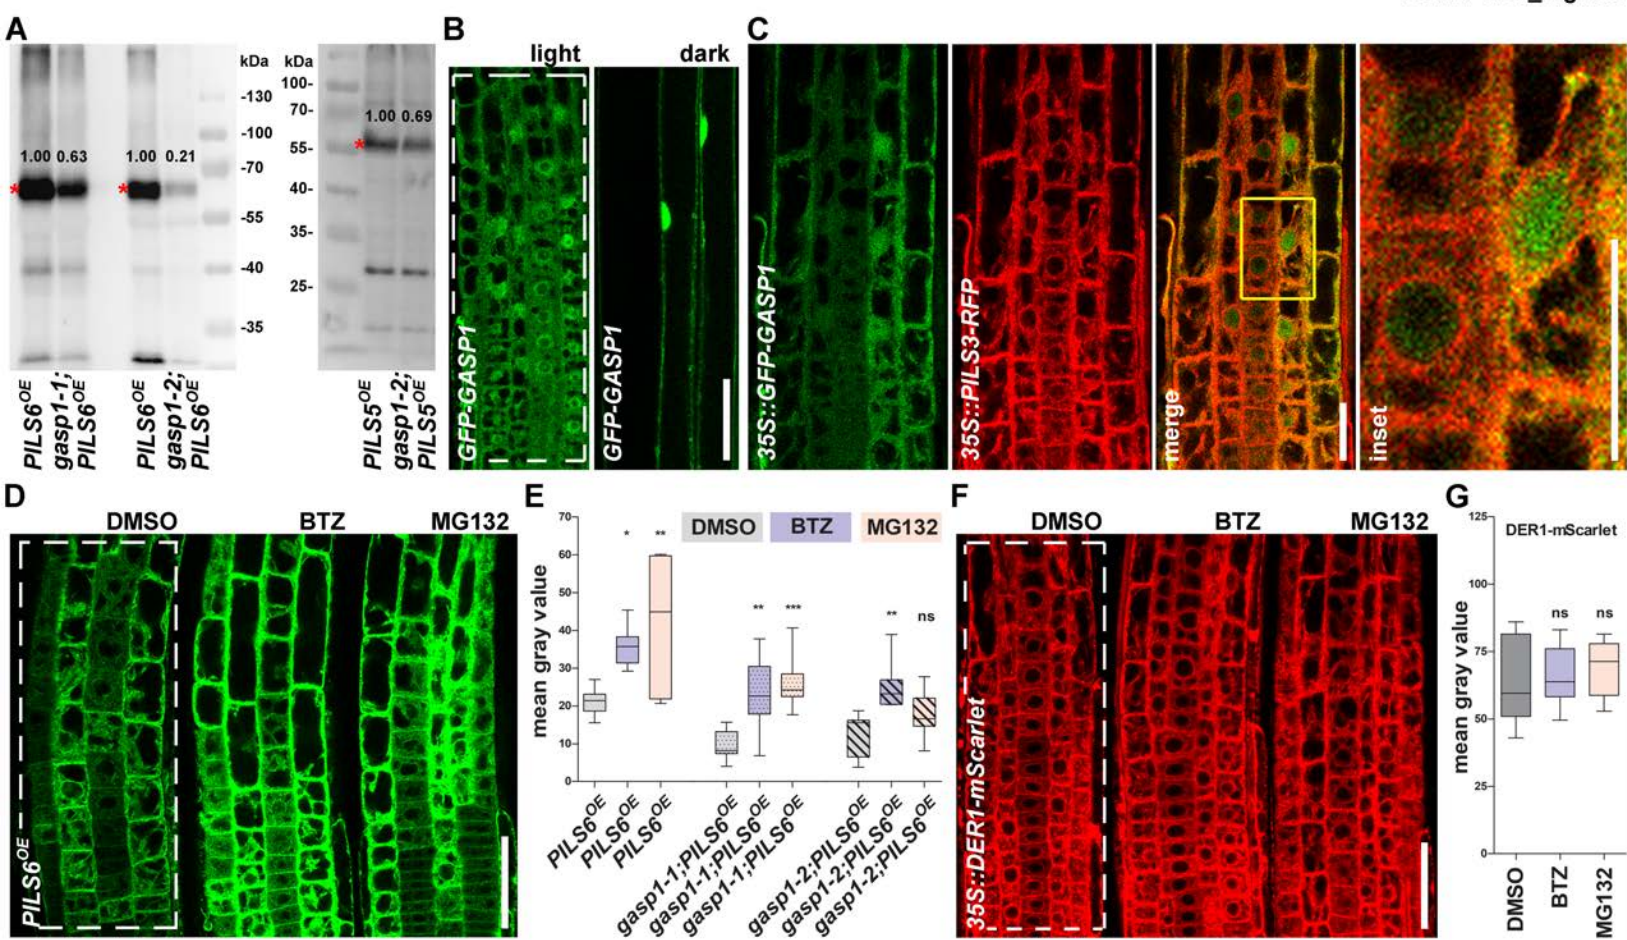 A
kDa
-130
-100
-70
-55
-40
-35
1.00 0.63
1.00 0.21
*
*
PILS6OE
gasp1-1;
PILS6OE
PILS6OE
gasp1-2;
PILS6OE
kDa
100-
70-
55-
40-
35-
25-
1.00 0.69
*
PILS5OE
gasp1-2;
PILS5OE
B
light
dark
GFP-GASP1
GFP-GASP1
C
35S::GFP-GASP1
35S::PILS3-RFP
merge
inset
D
DMSO
BTZ
MG132
PILS6OE
E
mean gray value
70
60
50
40
30
20
10
0
DMSO
BTZ
MG132
*
**
**
***
**
ns
PILS6OE
PILS6OE
PILS6OE
gasp1-1;PILS6OE
gasp1-1;PILS6OE
gasp1-1;PILS6OE
gasp1-2;PILS6OE
gasp1-2;PILS6OE
gasp1-2;PILS6OE
F
DMSO
BTZ
MG132
35S::DER1-mScarlet
G
mean gray value
125
100
75
50
25
0
DER1-mScarlet
ns
ns
DMSO
BTZ
MG132